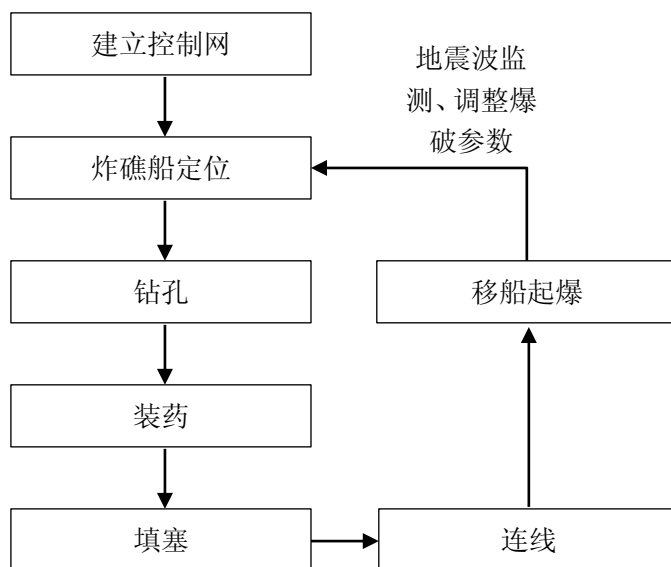 建立控制网
地震波监
测、调整爆
破参数
炸礁船定位
钻孔
移船起爆
装药
填塞
连线